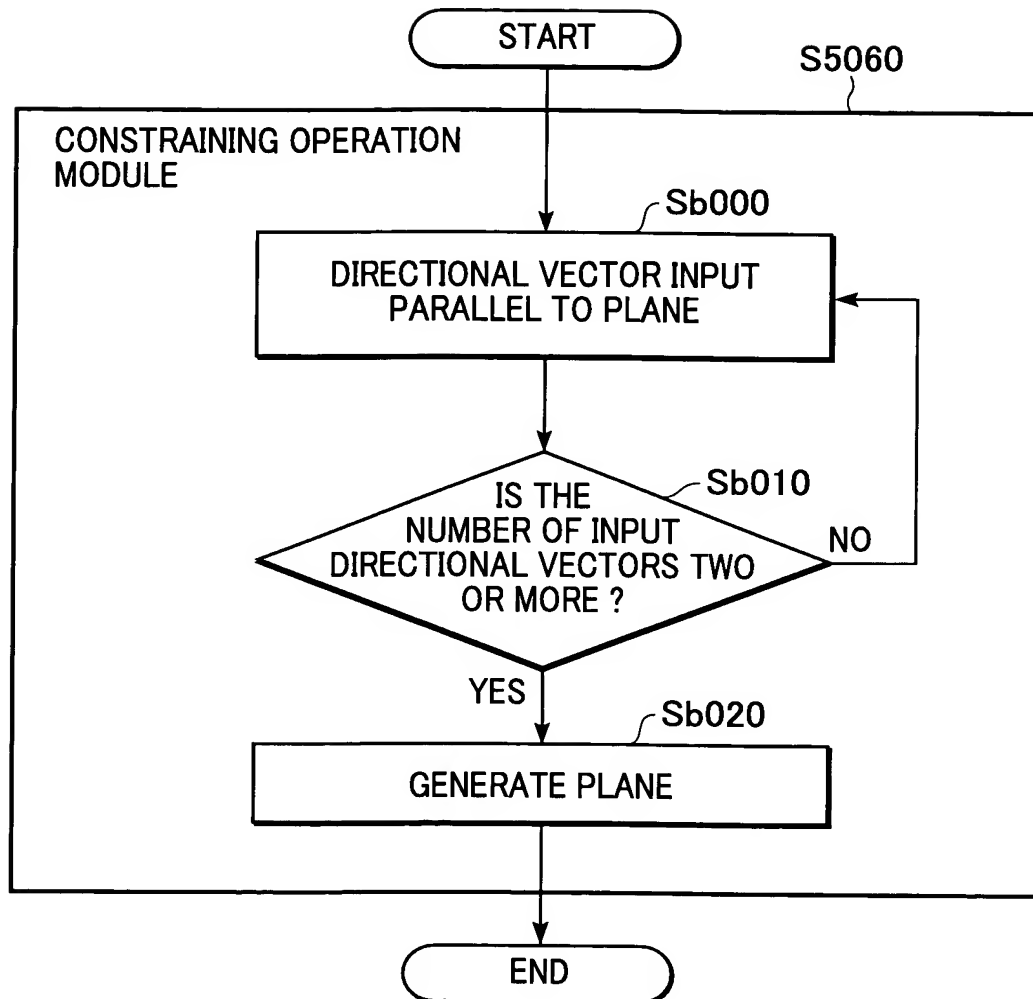 START
S5060
CONSTRAINING OPERATION
MODULE
Sb000
DIRECTIONAL VECTOR INPUT
PARALLEL TO PLANE
Sb010
IS THE
NUMBER OF INPUT
DIRECTIONAL VECTORS TWO
OR MORE ?
NO
YES
Sb020
GENERATE PLANE
END